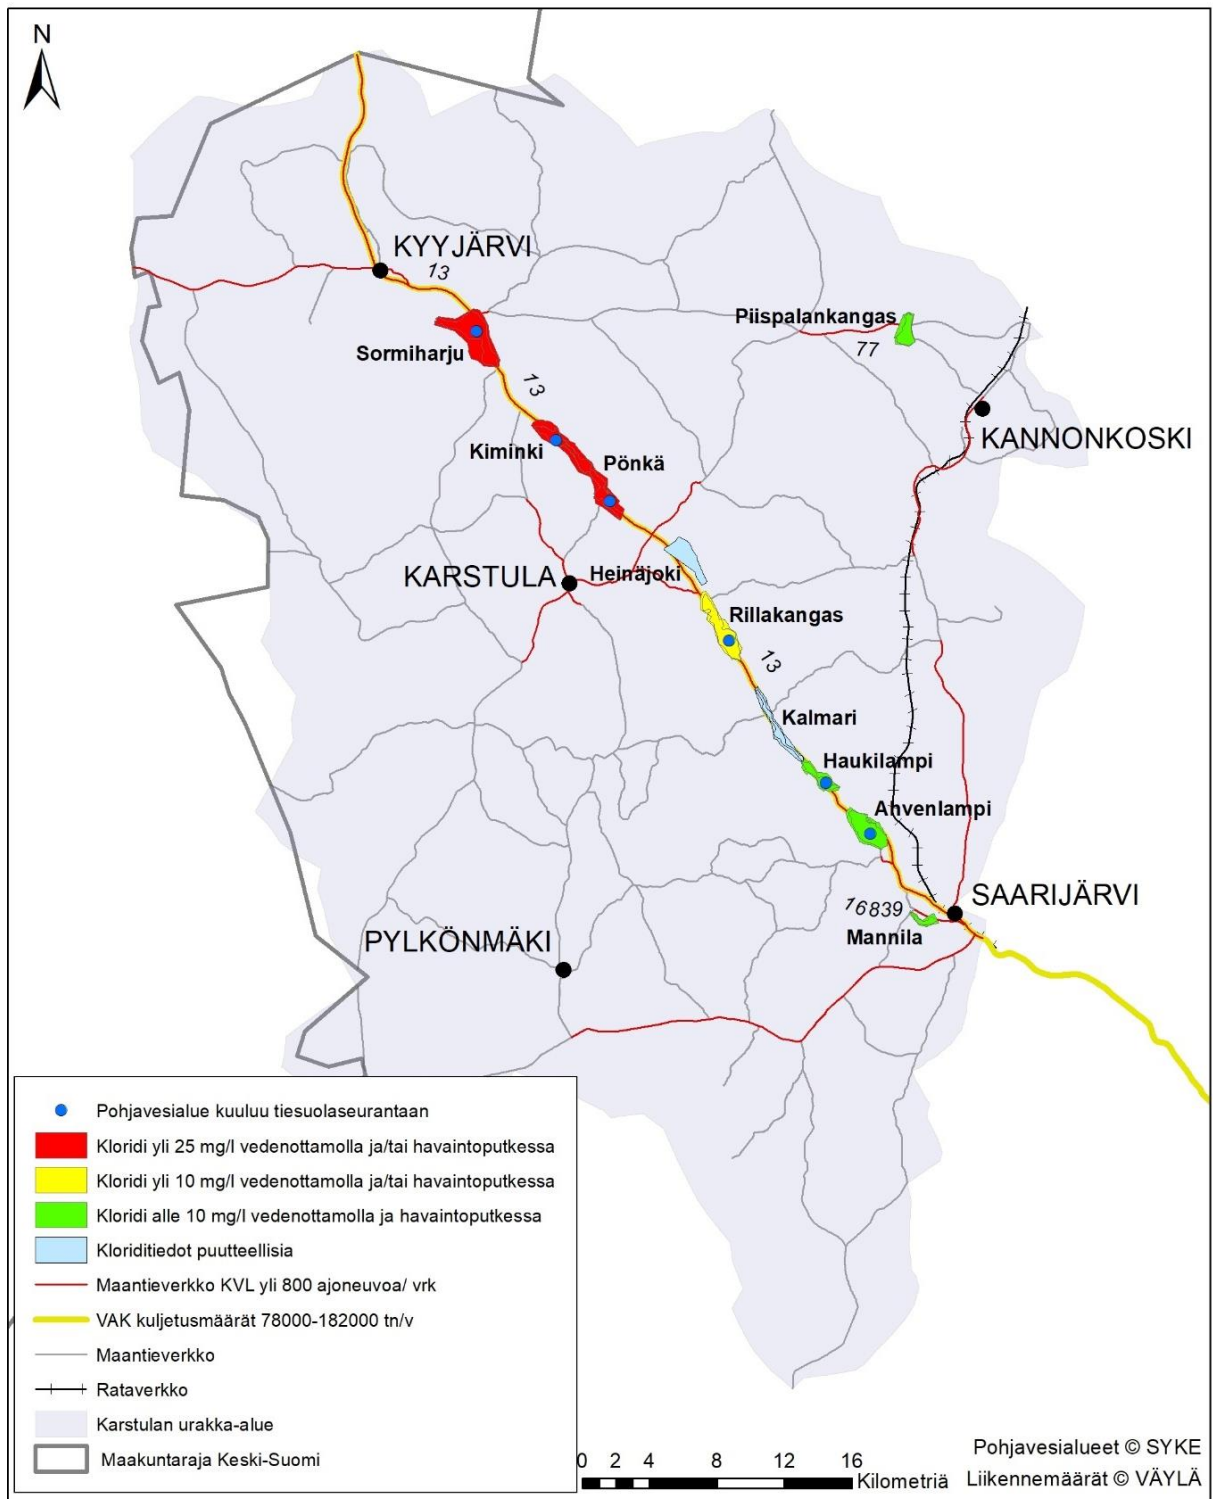 N
KYYJÄRVI
13
Piispalankangas
77
Sormiharju
13
KANNONKOSKI
Kiminki
Pönkä
KARSTULA
Heinäjoki
Rillakangas
13
Kalmari
Haukilampi
Ahvenlampi
SAARIJÄRVI
16839
Mannila
PYLKÖNMÄKI
Pohjavesialue kuuluu tiesuolaseurantaan
Kloridi yli 25 mg/l vedenottamolla ja/tai havaintoputkessa
Kloridi yli 10 mg/l vedenottamolla ja/tai havaintoputkessa
Kloridi alle 10 mg/l vedenottamolla ja havaintoputkessa
Kloriditiedot puutteellisia
Maantieverkko KVL yli 800 ajoneuvoa/ vrk
VAK kuljetusmäärät 78000-182000 tn/v
Maantieverkko
Rataverkko
Karstulan urakka-alue
Maakuntaraja Keski-Suomi
0 2 4 8 12 16
Kilometriä
Pohjavesialueet © SYKE
Liikennemäärät © VÄYLÄ